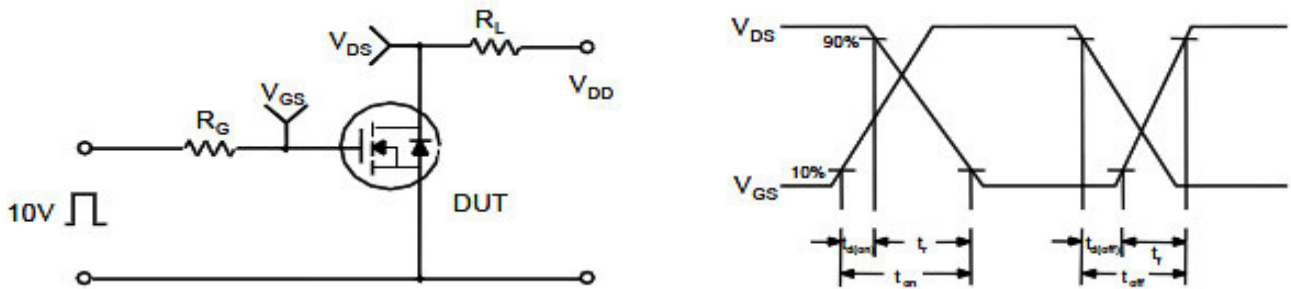 R_L
V_DS
V_GS
V_DD
R_G
10V
DUT
V_DS
90%
10%
V_GS
t_d(on)
t_r
t_d(off)
t_f
t_on
t_off